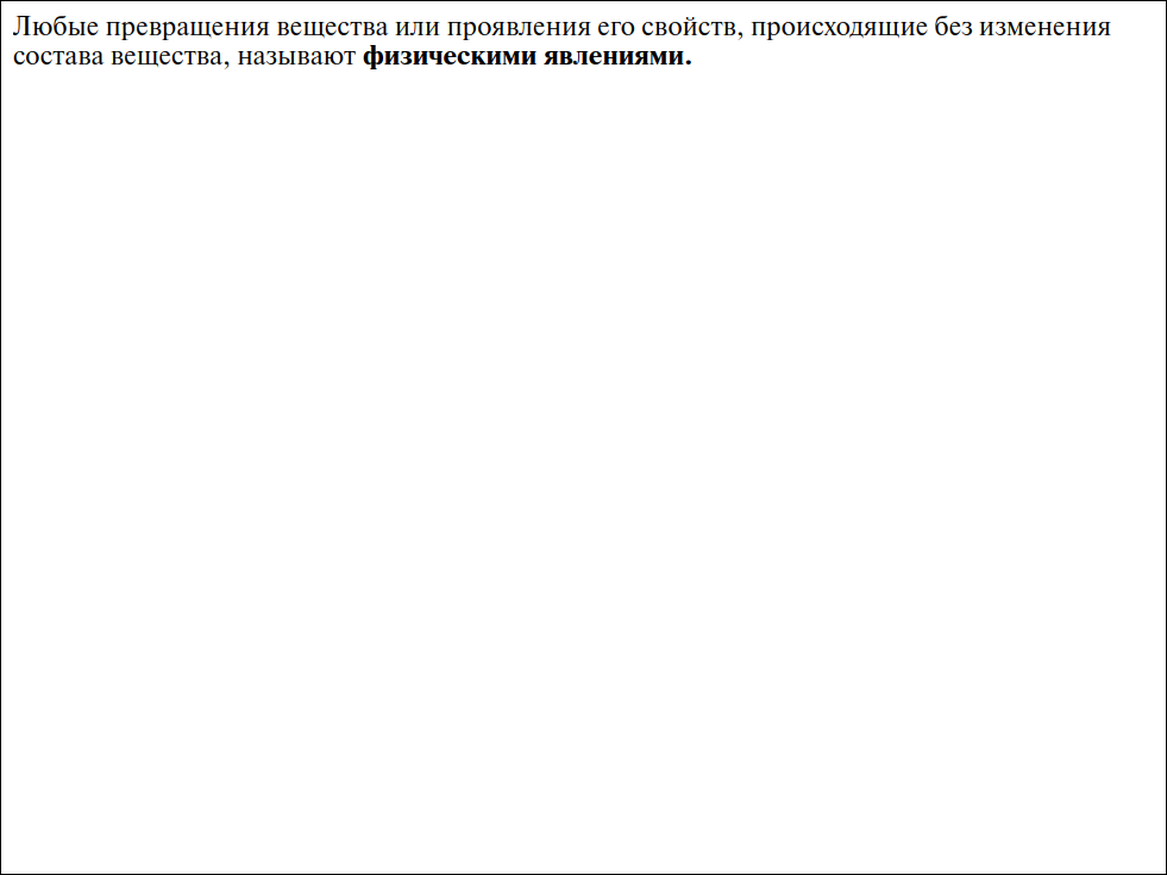 Любые превращения вещества или проявления его свойств, происходящие без изменения
состава вещества, называют физическими явлениями.